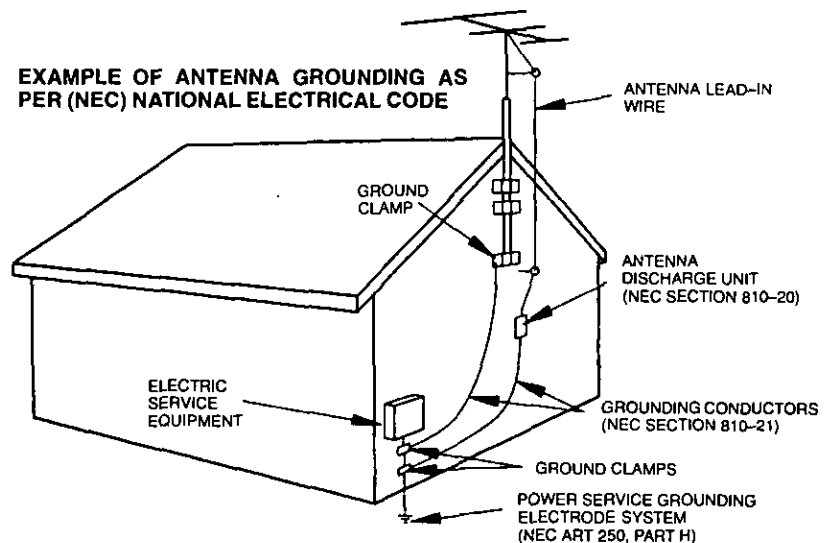 EXAMPLE OF ANTENNA GROUNDING AS
PER (NEC) NATIONAL ELECTRICAL CODE
ANTENNA LEAD–IN
WIRE
GROUND
CLAMP
ANTENNA
DISCHARGE UNIT
(NEC SECTION 810–20)
ELECTRIC
SERVICE
EQUIPMENT
GROUNDING CONDUCTORS
(NEC SECTION 810–21)
GROUND CLAMPS
POWER SERVICE GROUNDING
ELECTRODE SYSTEM
(NEC ART 250, PART H)